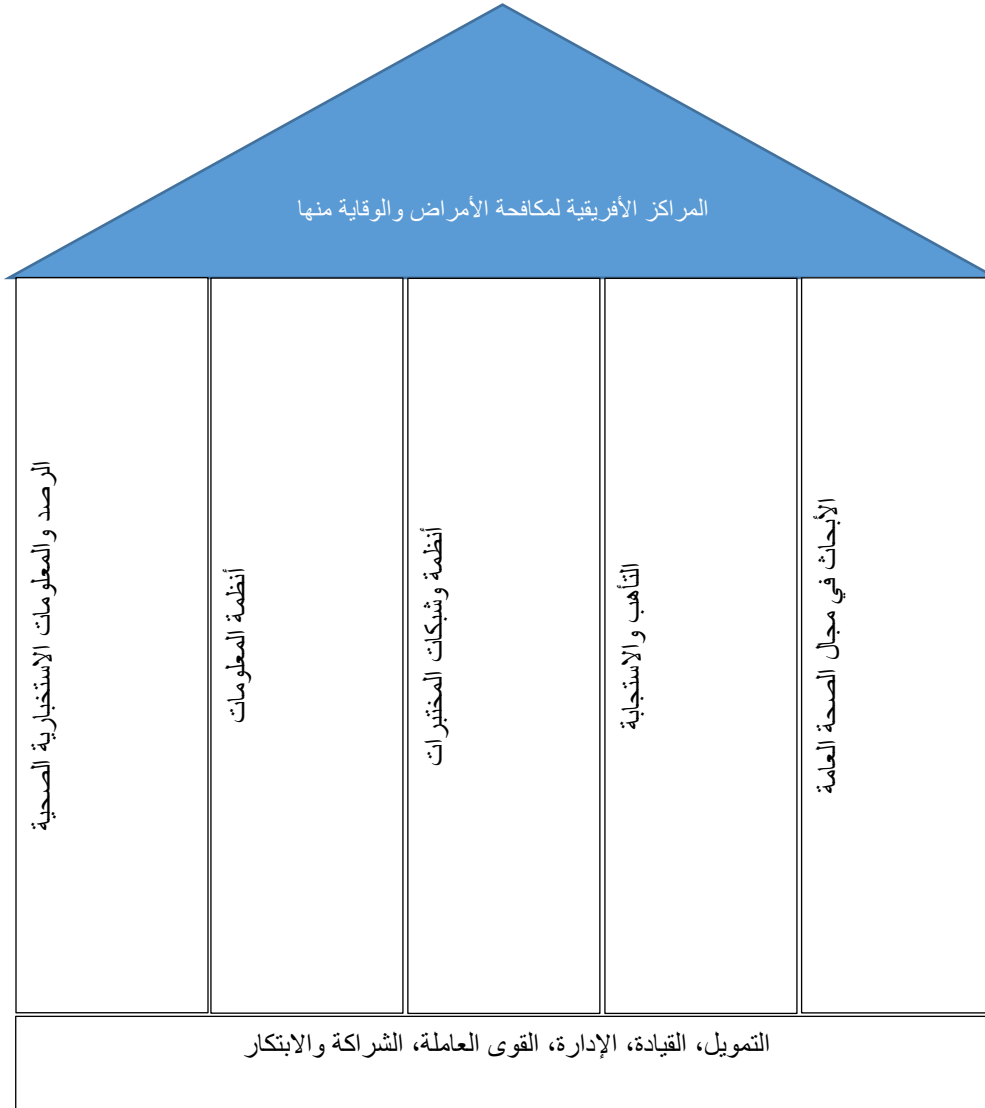 المراكز الأفريقية لمكافحة الأمراض والوقاية منها
الرصد والمعلومات الاستخبارية الصحية
أنظمة المعلومات
أنظمة وشبكات المختبرات
التأهب والاستجابة
الأبحاث في مجال الصحة العامة
التمويل، القيادة، الإدارة، القوى العاملة، الشراكة والابتكار